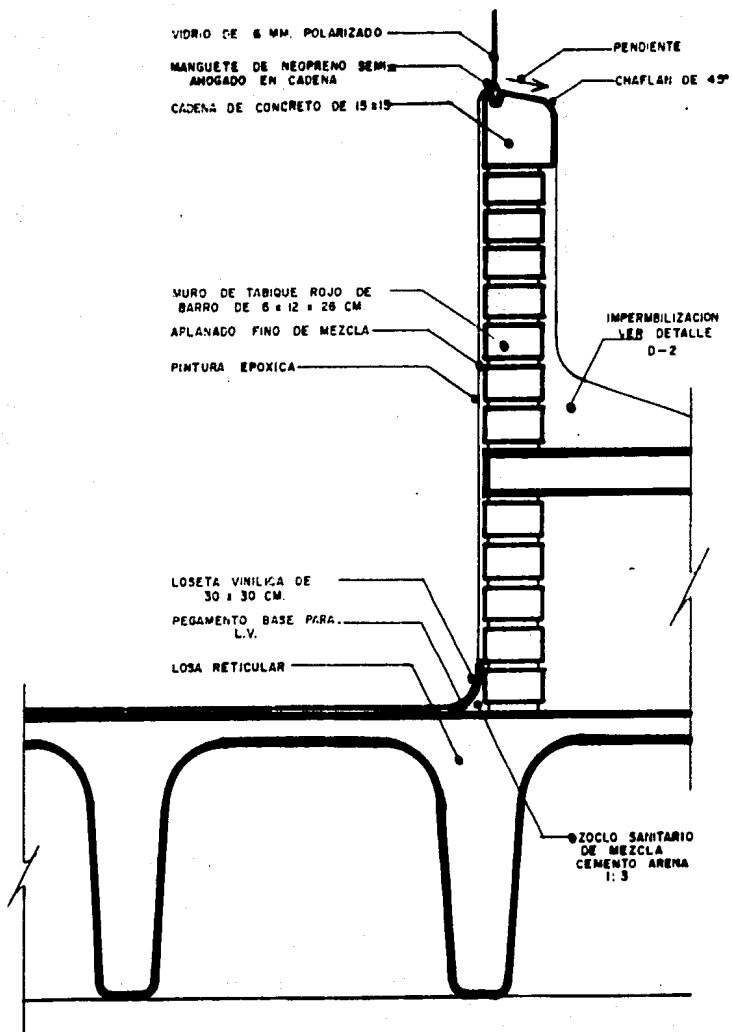 VIDRIO DE 6 MM. POLARIZADO
MANGUETE DE NEOPRENO SEMI=
AHOGADO EN CADENA
CADENA DE CONCRETO DE 15 x 15
PENDIENTE
CHAFLAN DE 45º
MURO DE TABIQUE ROJO DE
BARRO DE 6 x 12 x 26 CM.
APLANADO FINO DE MEZCLA
PINTURA EPOXICA
IMPERMBILIZACION
VER DETALLE
D-2
LOSETA VINILICA DE
30 x 30 CM.
PEGAMENTO BASE PARA.
L.V.
LOSA RETICULAR
ZOCLO SANITARIO
DE MEZCLA
CEMENTO ARENA
1:3